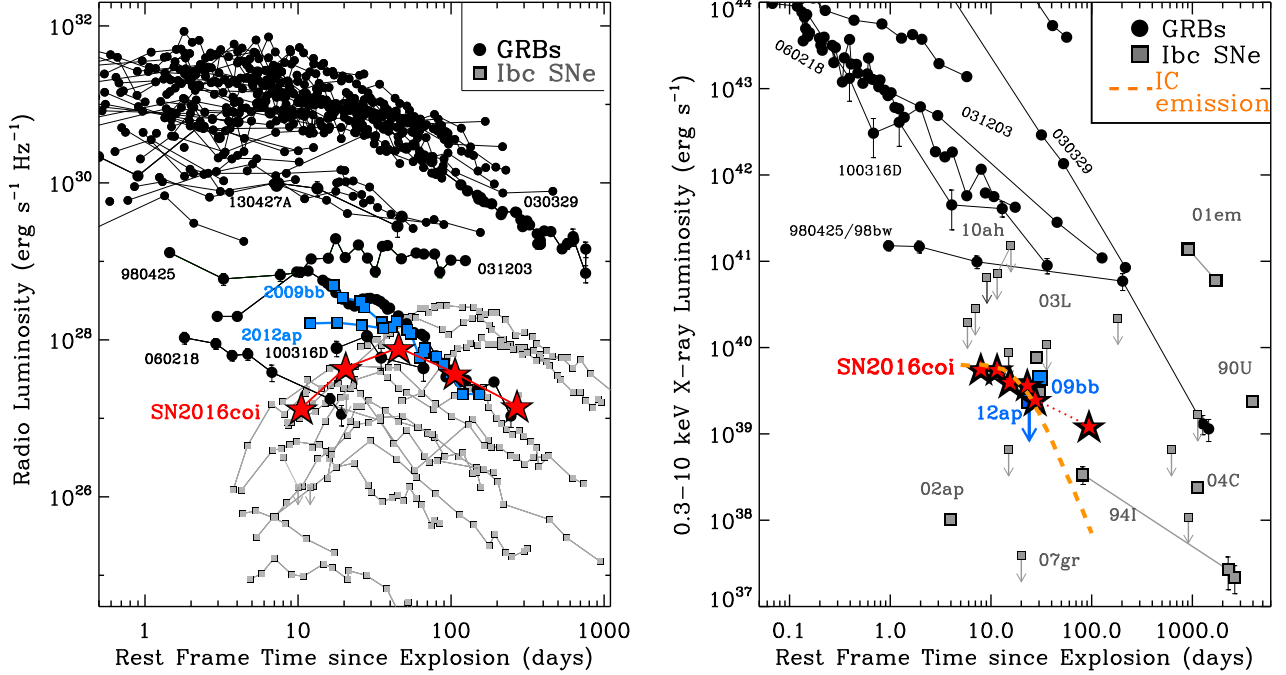 10^32
10^30
10^28
10^26
Radio Luminosity (erg s^−1 Hz^−1)
GRBs
Ibc SNe
130427A
030329
980425
031203
2009bb
2012ap
060218
100316D
SN2016coi
1
10
100
1000
Rest Frame Time since Explosion (days)
10^44
10^43
10^42
10^41
10^40
10^39
10^38
10^37
0.3−10 keV X−ray Luminosity (erg s^−1)
GRBs
Ibc SNe
IC
emission
060218
031203
030329
100316D
01em
980425/98bw
10ah
03L
SN2016coi
90U
09bb
12ap
02ap
04C
94I
07gr
0.1
1.0
10.0
100.0
1000.0
Rest Frame Time since Explosion (days)